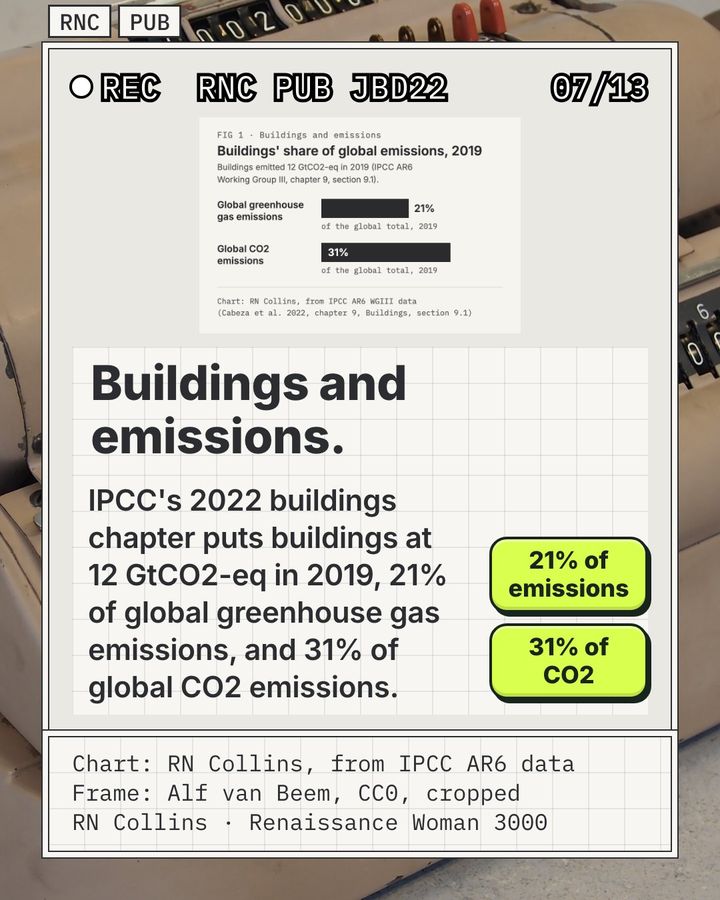 RNC PUB
REC RNC PUB JBD22 07/13
FIG 1 · Buildings and emissions
Buildings' share of global emissions, 2019
Buildings emitted 12 GtCO2-eq in 2019 (IPCC AR6
Working Group III, chapter 9, section 9.1).
Global greenhouse
gas emissions
21%
of the global total, 2019
Global CO2
emissions
31%
of the global total, 2019
Chart: RN Collins, from IPCC AR6 WGIII data
(Cabeza et al. 2022, chapter 9, Buildings, section 9.1)
Buildings and
emissions.
IPCC's 2022 buildings
chapter puts buildings at
12 GtCO2-eq in 2019, 21%
of global greenhouse gas
emissions, and 31% of
global CO2 emissions.
21% of
emissions
31% of
CO2
Chart: RN Collins, from IPCC AR6 data
Frame: Alf van Beem, CC0, cropped
RN Collins · Renaissance Woman 3000